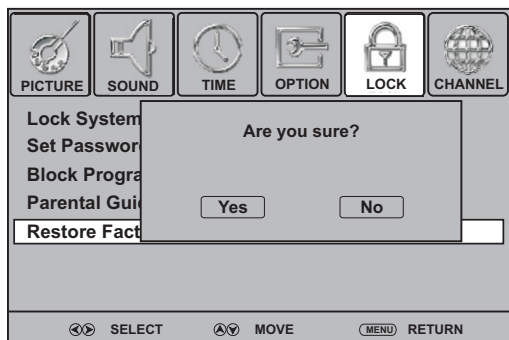 PICTURE SOUND TIME OPTION LOCK CHANNEL
Lock System
Set Passwor
Block Progra
Parental Gui
Restore Fact
Are you sure?
Yes No
SELECT MOVE MENU RETURN